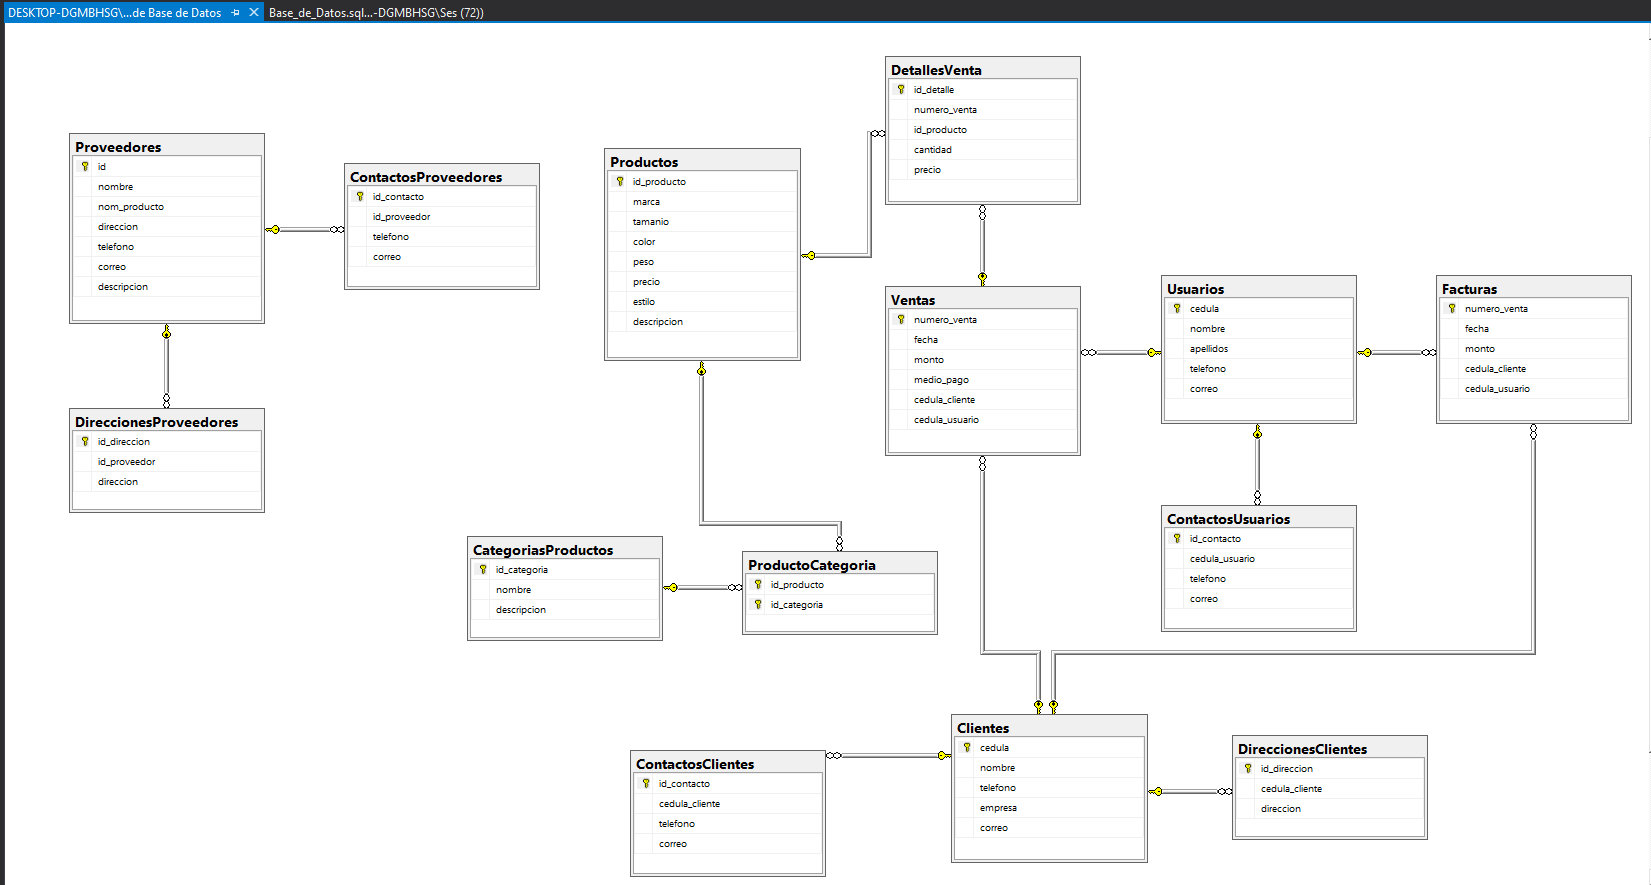 DESKTOP-DGMBHSG\...de Base de Datos
Base_de_Datos.sql...-DGMBHSG\Ses (72))
DetallesVenta
id_detalle
numero_venta
id_producto
cantidad
precio
Proveedores
id
nombre
nom_producto
direccion
telefono
correo
descripcion
ContactosProveedores
id_contacto
id_proveedor
telefono
correo
Productos
id_producto
marca
tamanio
color
peso
precio
estilo
descripcion
Ventas
numero_venta
fecha
monto
medio_pago
cedula_cliente
cedula_usuario
Usuarios
cedula
nombre
apellidos
telefono
correo
Facturas
numero_venta
fecha
monto
cedula_cliente
cedula_usuario
DireccionesProveedores
id_direccion
id_proveedor
direccion
CategoriasProductos
id_categoria
nombre
descripcion
ProductoCategoria
id_producto
id_categoria
ContactosUsuarios
id_contacto
cedula_usuario
telefono
correo
ContactosClientes
id_contacto
cedula_cliente
telefono
correo
Clientes
cedula
nombre
telefono
empresa
correo
DireccionesClientes
id_direccion
cedula_cliente
direccion